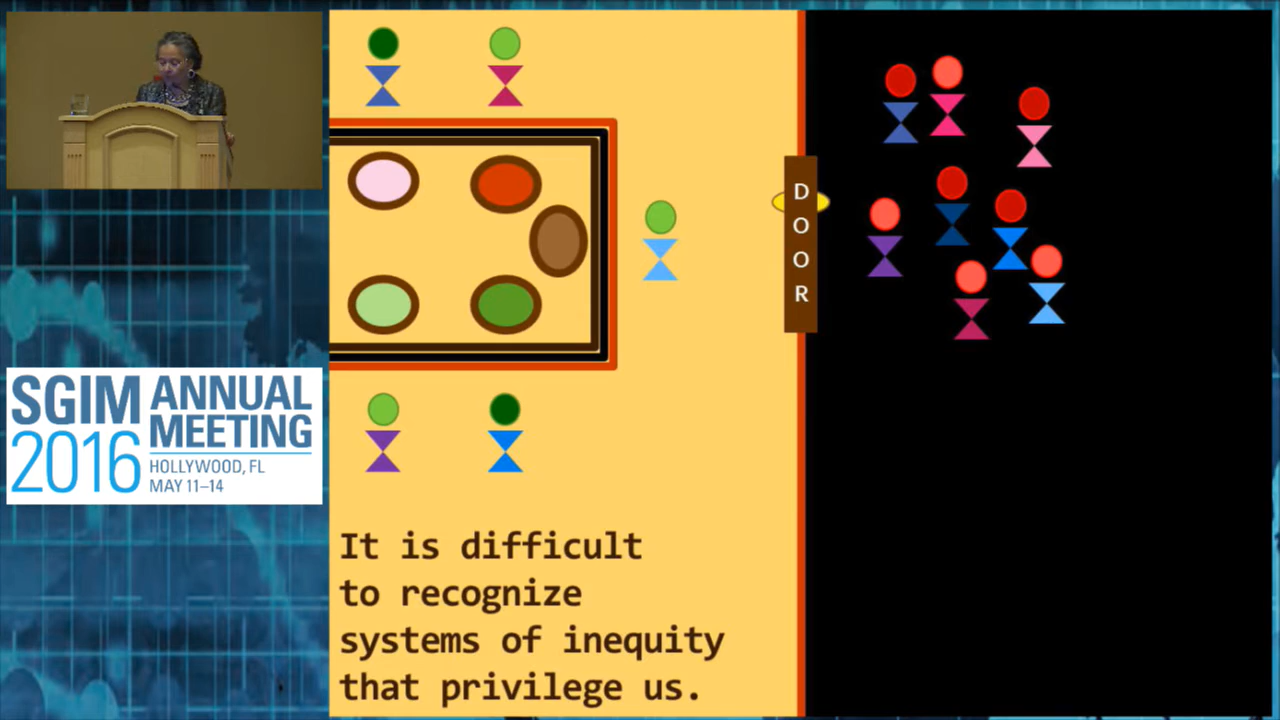 SGIM ANNUAL
2016 MEETING
HOLLYWOOD, FL
MAY 11–14
D
O
O
R
It is difficult
to recognize
systems of inequity
that privilege us.